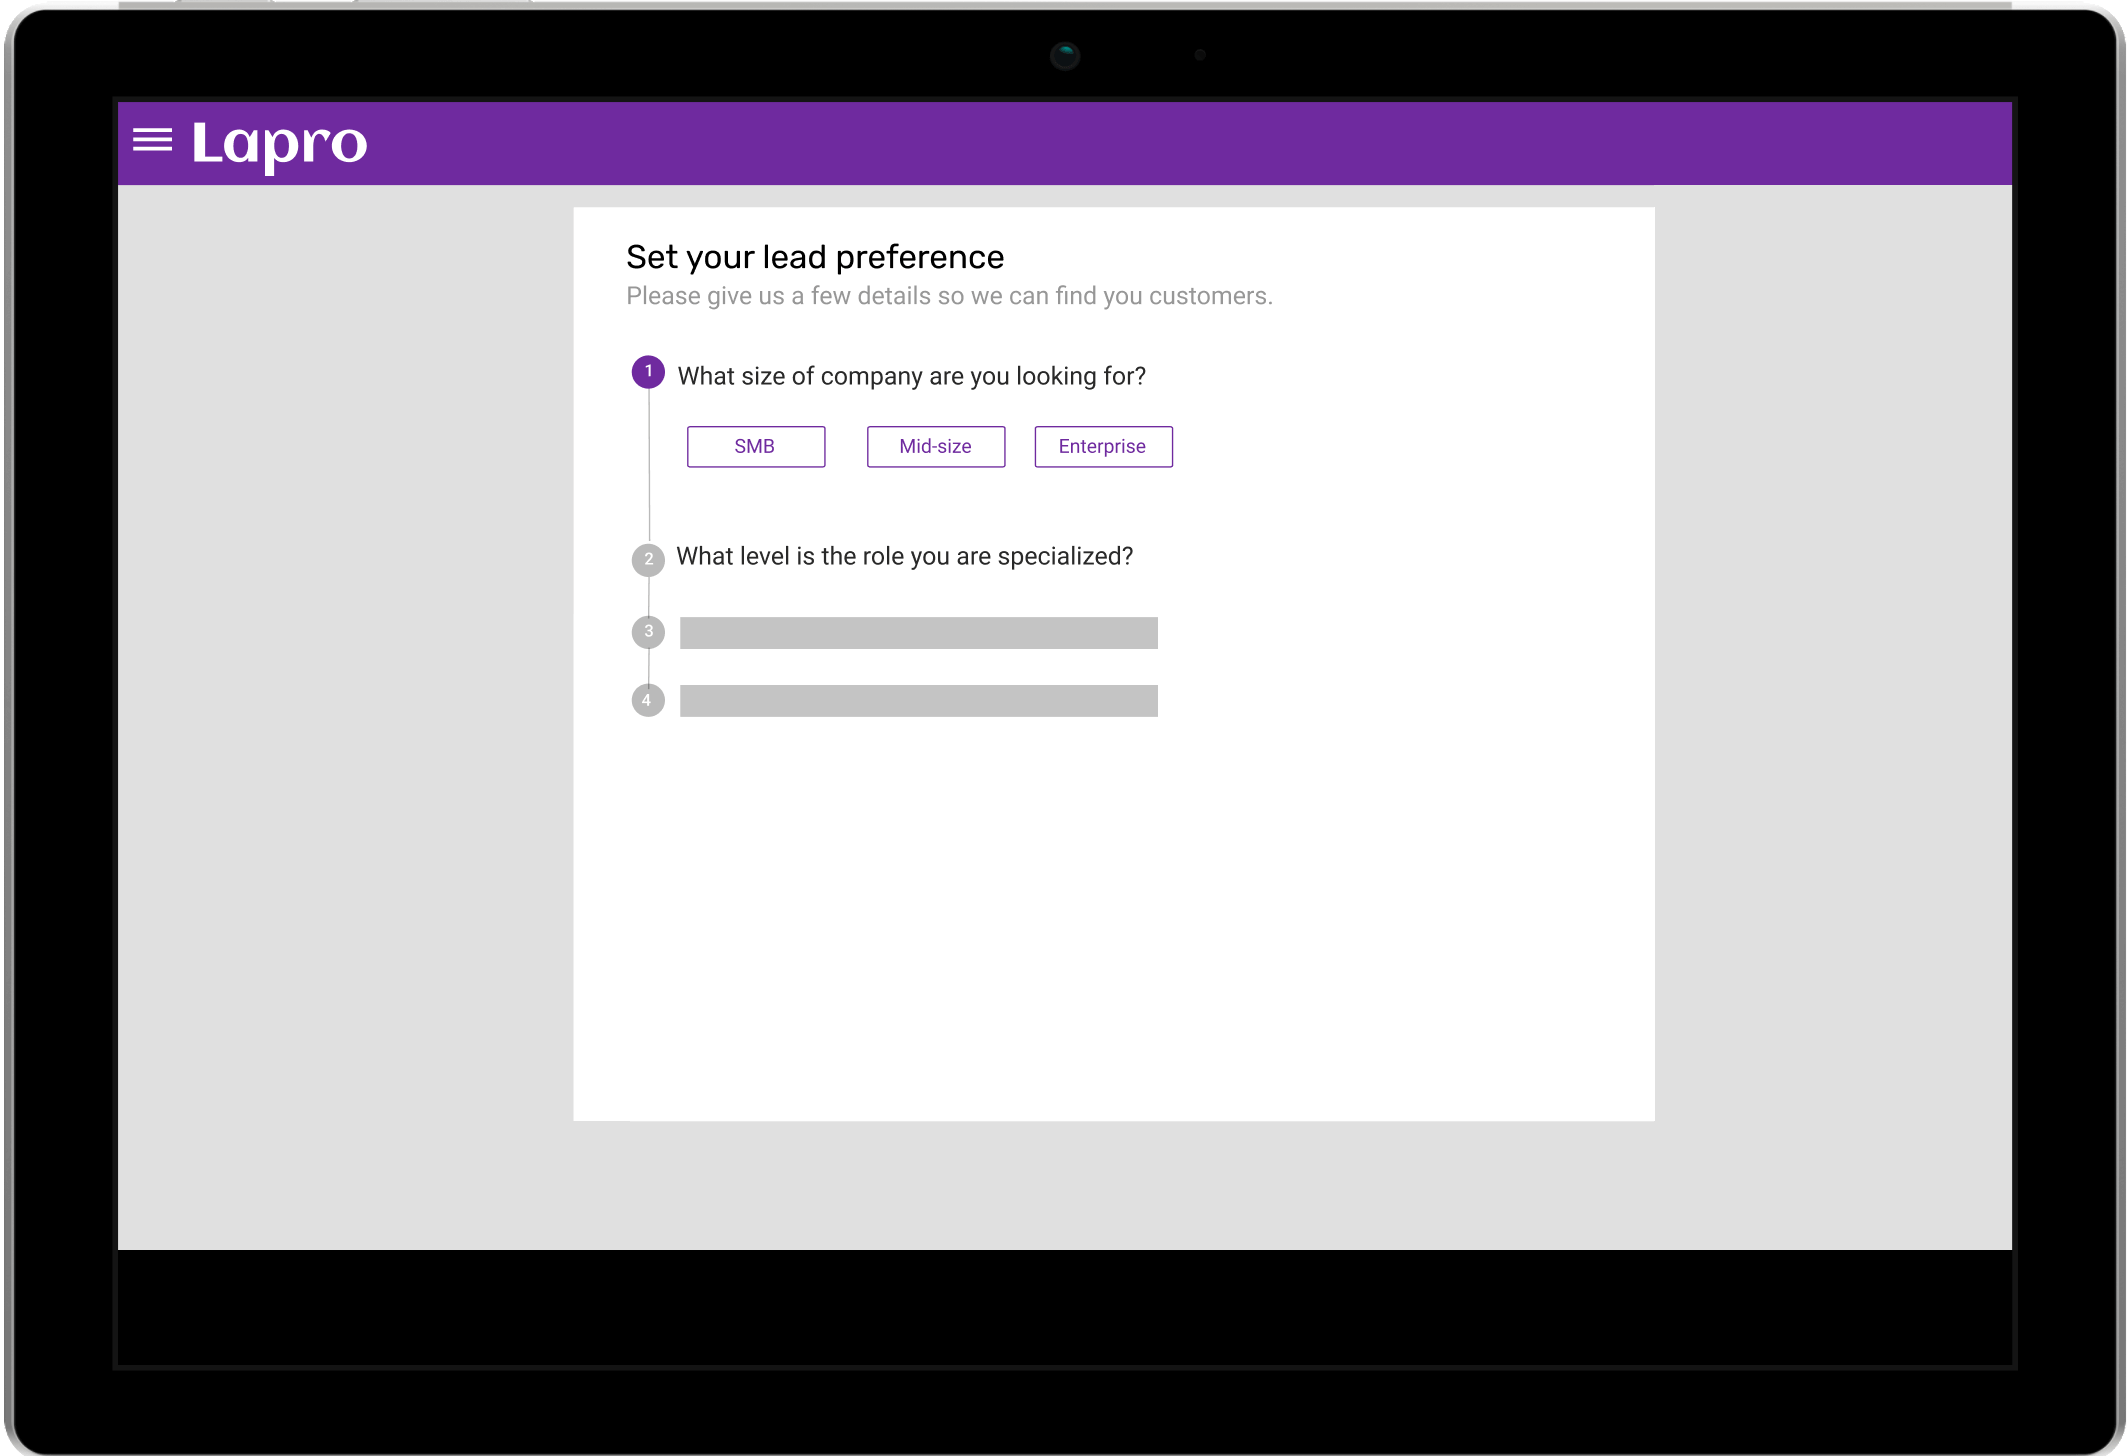 Lapro
Set your lead preference
Please give us a few details so we can find you customers.
1 What size of company are you looking for?
SMB Mid-size Enterprise
2 What level is the role you are specialized?
3
4